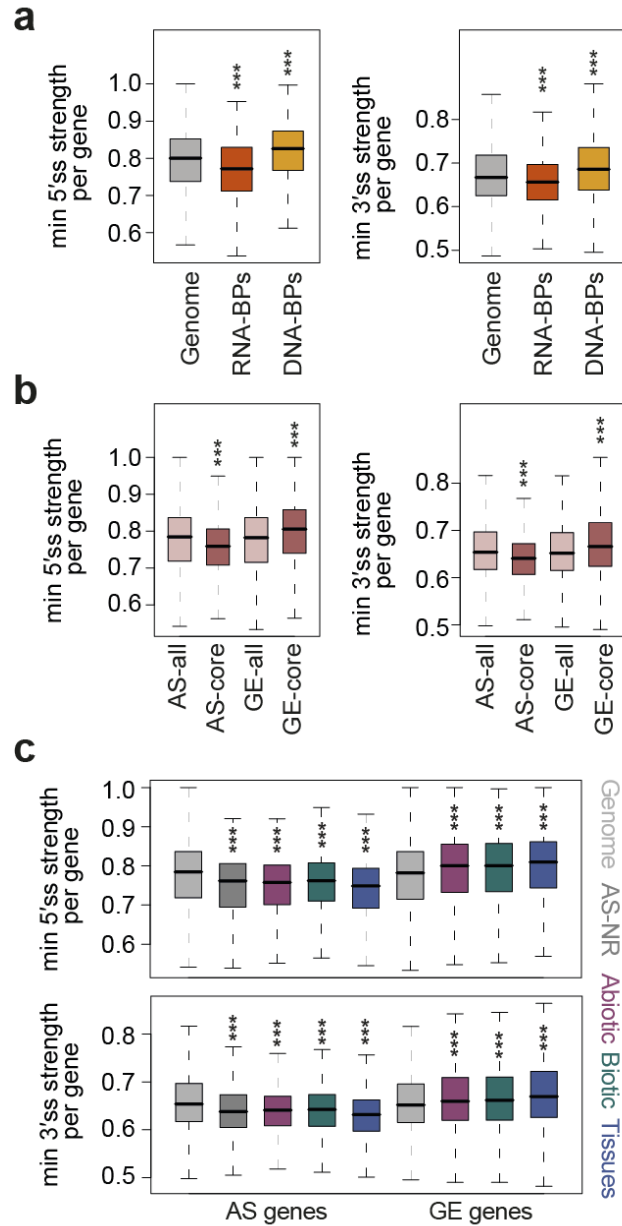 a
min 5'ss strength
per gene
1.0
0.9
0.8
0.7
0.6
***
***
Genome
RNA-BPs
DNA-BPs
min 3'ss strength
per gene
0.8
0.7
0.6
0.5
***
***
Genome
RNA-BPs
DNA-BPs
b
min 5'ss strength
per gene
1.0
0.9
0.8
0.7
0.6
***
***
AS-all
AS-core
GE-all
GE-core
min 3'ss strength
per gene
0.8
0.7
0.6
0.5
***
***
AS-all
AS-core
GE-all
GE-core
c
min 5'ss strength
per gene
1.0
0.9
0.8
0.7
0.6
***
***
***
***
***
***
***
min 3'ss strength
per gene
0.8
0.7
0.6
0.5
***
***
***
***
***
***
***
AS genes
GE genes
Genome AS-NR Abiotic Biotic Tissues